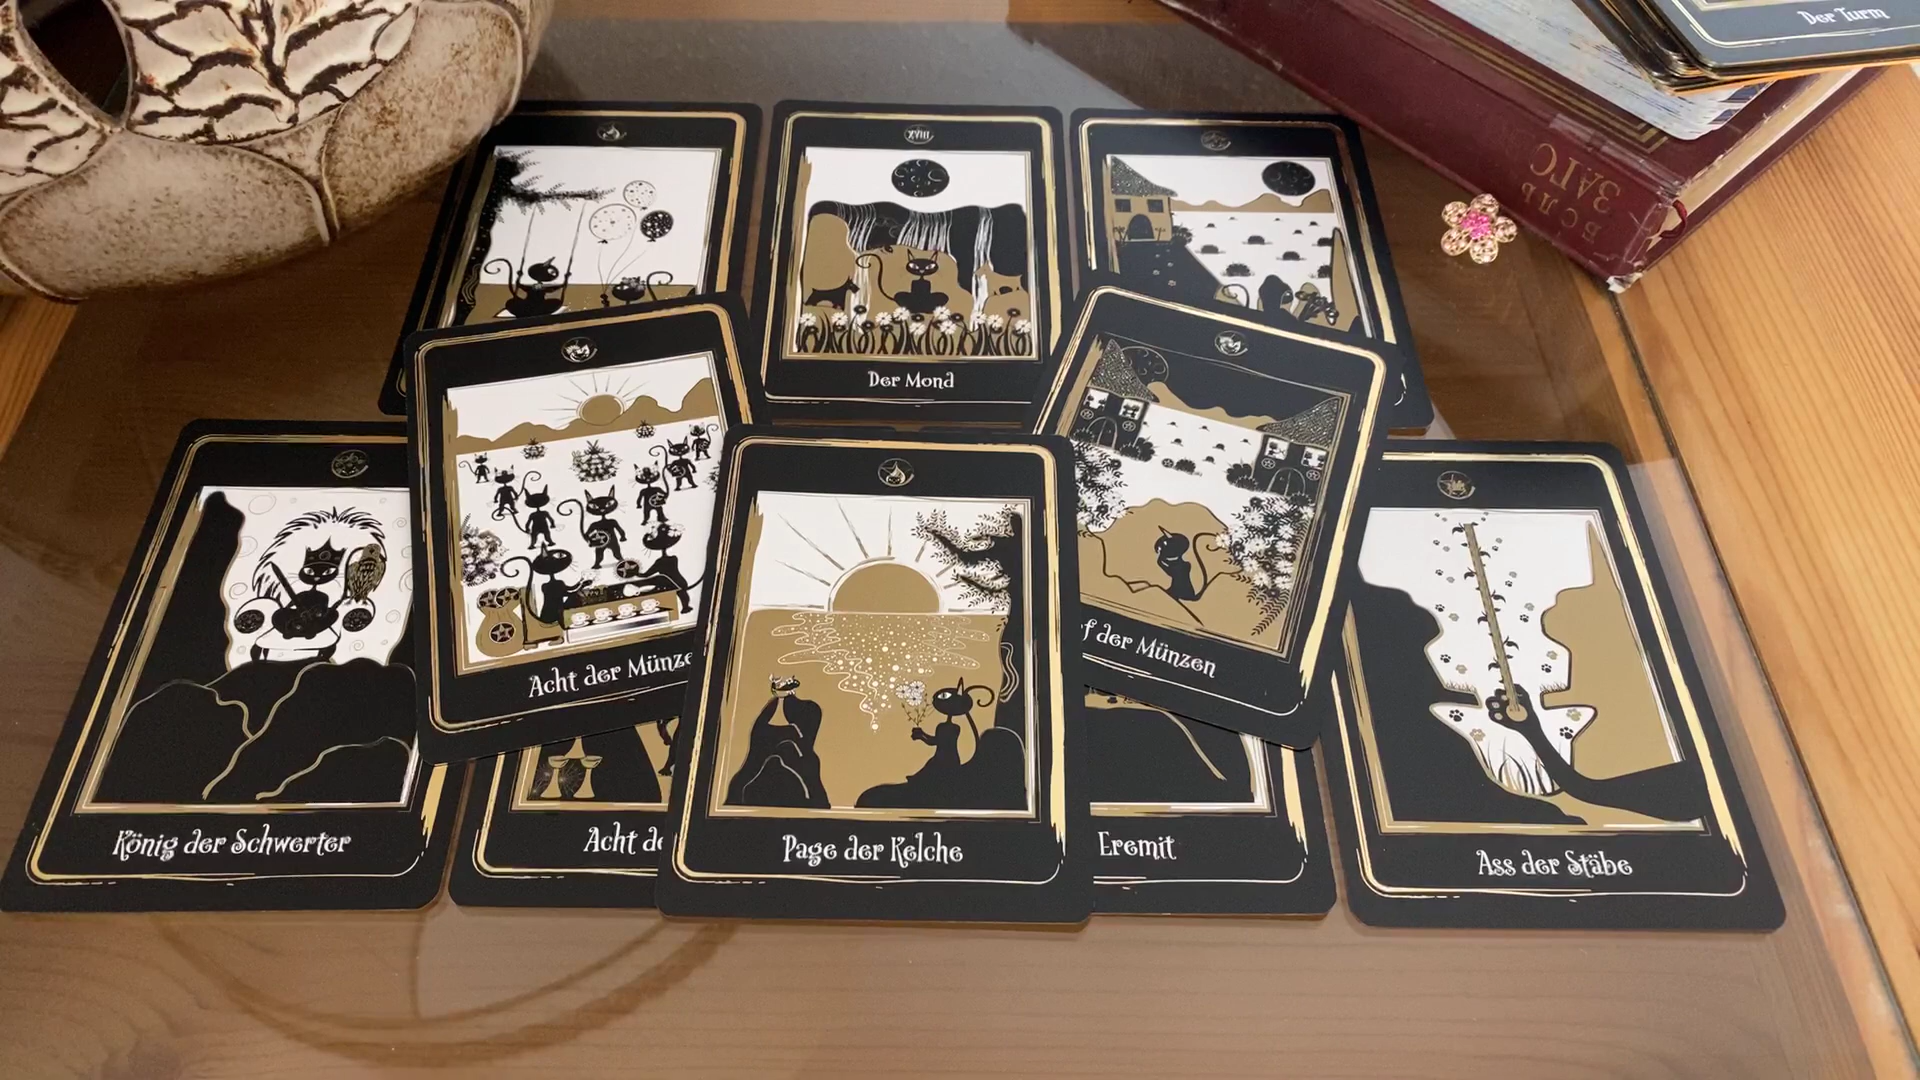 Der Turm
XVIII
Der Mond
ЗАГС
Acht der Münze
f der Münzen
König der Schwerter
Acht de
Page der Kelche
Eremit
Ass der Stäbe